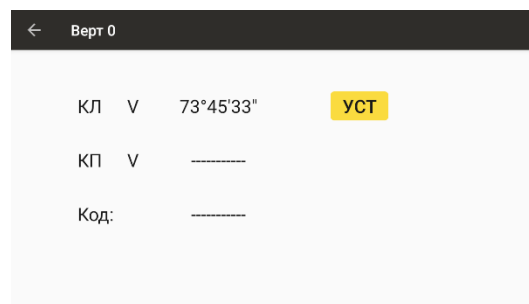 ← Верт 0
КЛ V 73°45'33" УСТ
КП V -----------
Код: -----------